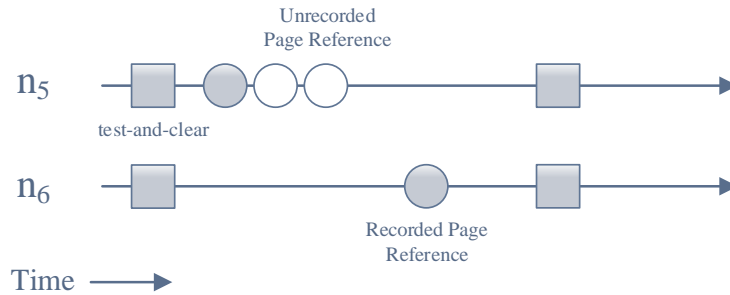 Unrecorded
Page Reference
n5
test-and-clear
n6
Recorded Page
Reference
Time